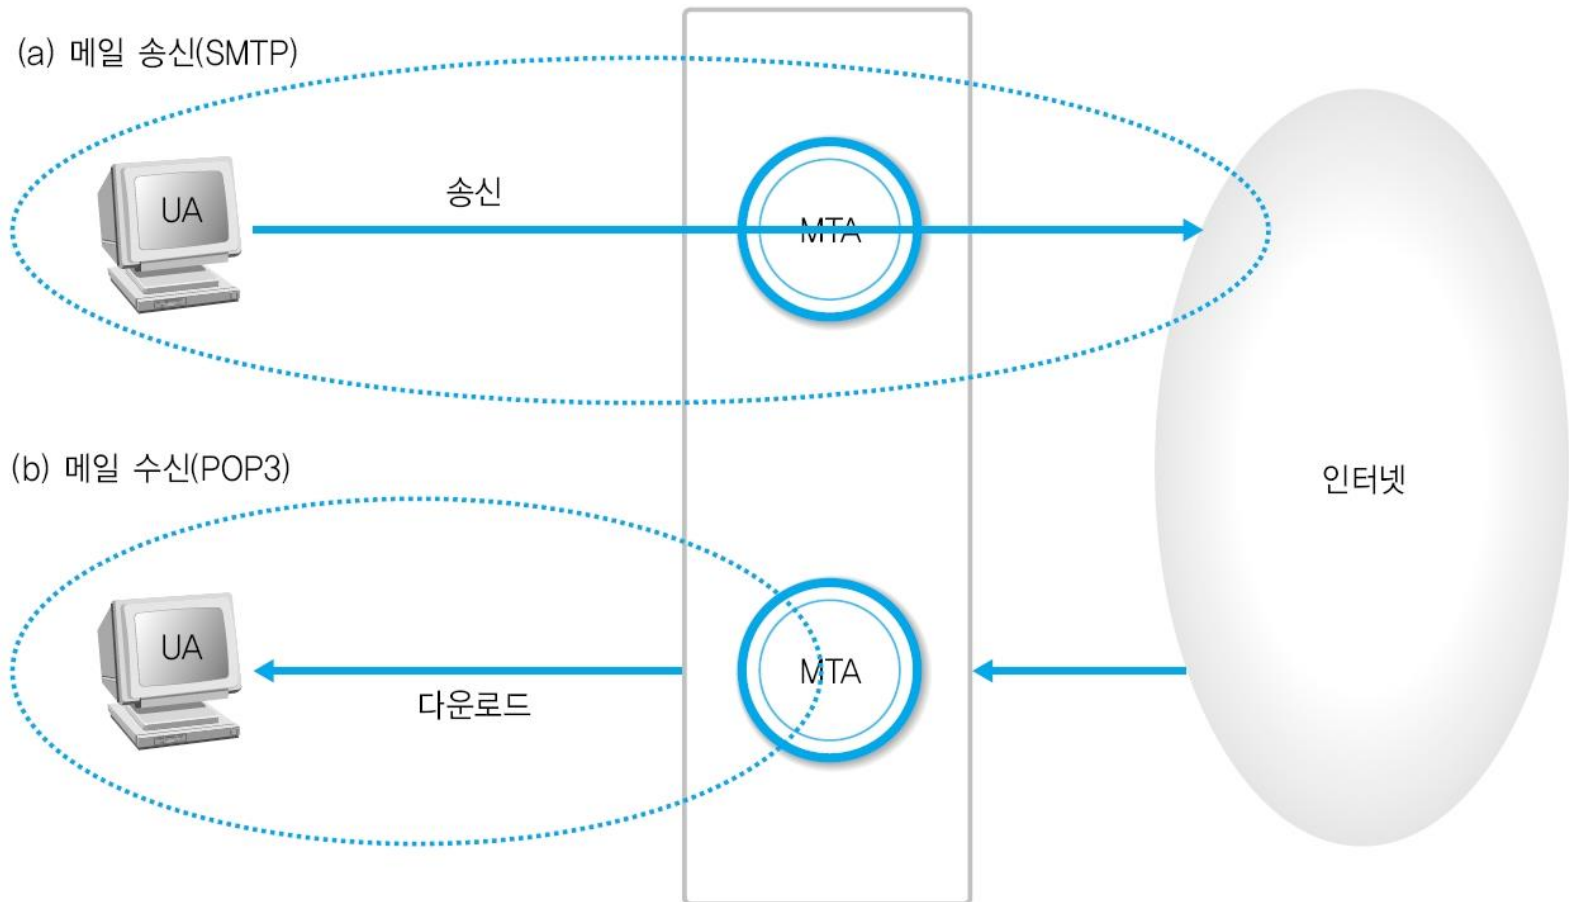 (a) 메일 송신(SMTP)
UA
송신
MTA
(b) 메일 수신(POP3)
인터넷
UA
다운로드
MTA